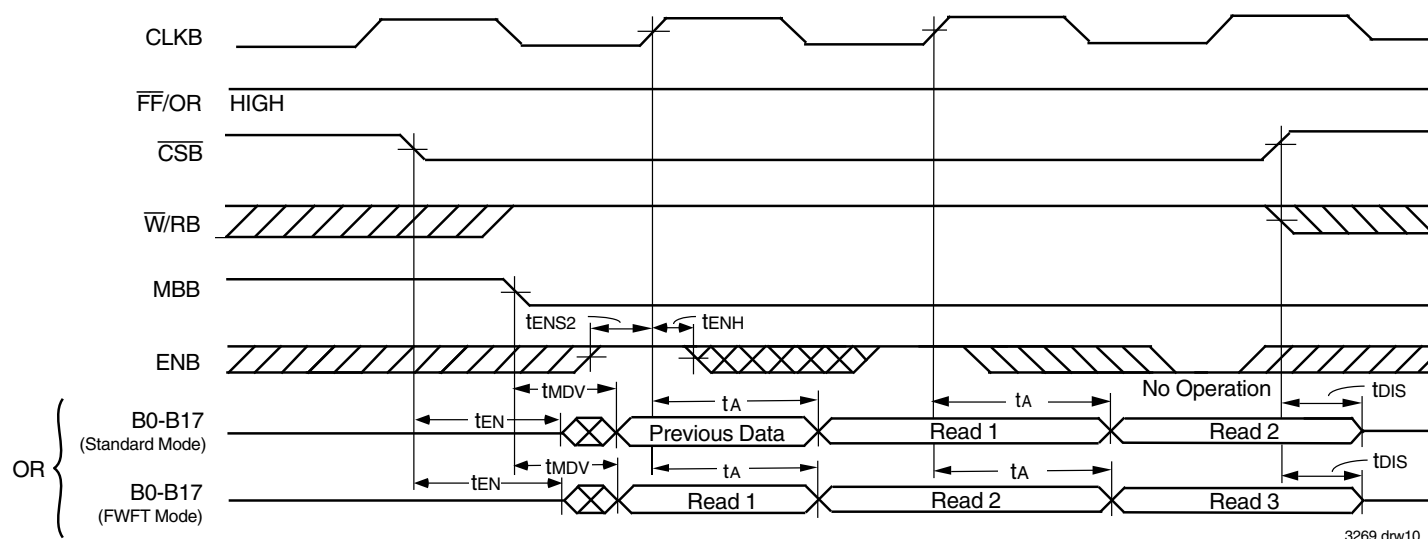 CLKB
FF/OR HIGH
CSB
W/RB
MBB
tENS2 tENH
ENB
No Operation
tMDV tA tA tDIS
tEN
B0-B17 Previous Data Read 1 Read 2
(Standard Mode)
OR
tMDV tA tA tDIS
tEN
B0-B17 Read 1 Read 2 Read 3
(FWFT Mode)
3269 drw10